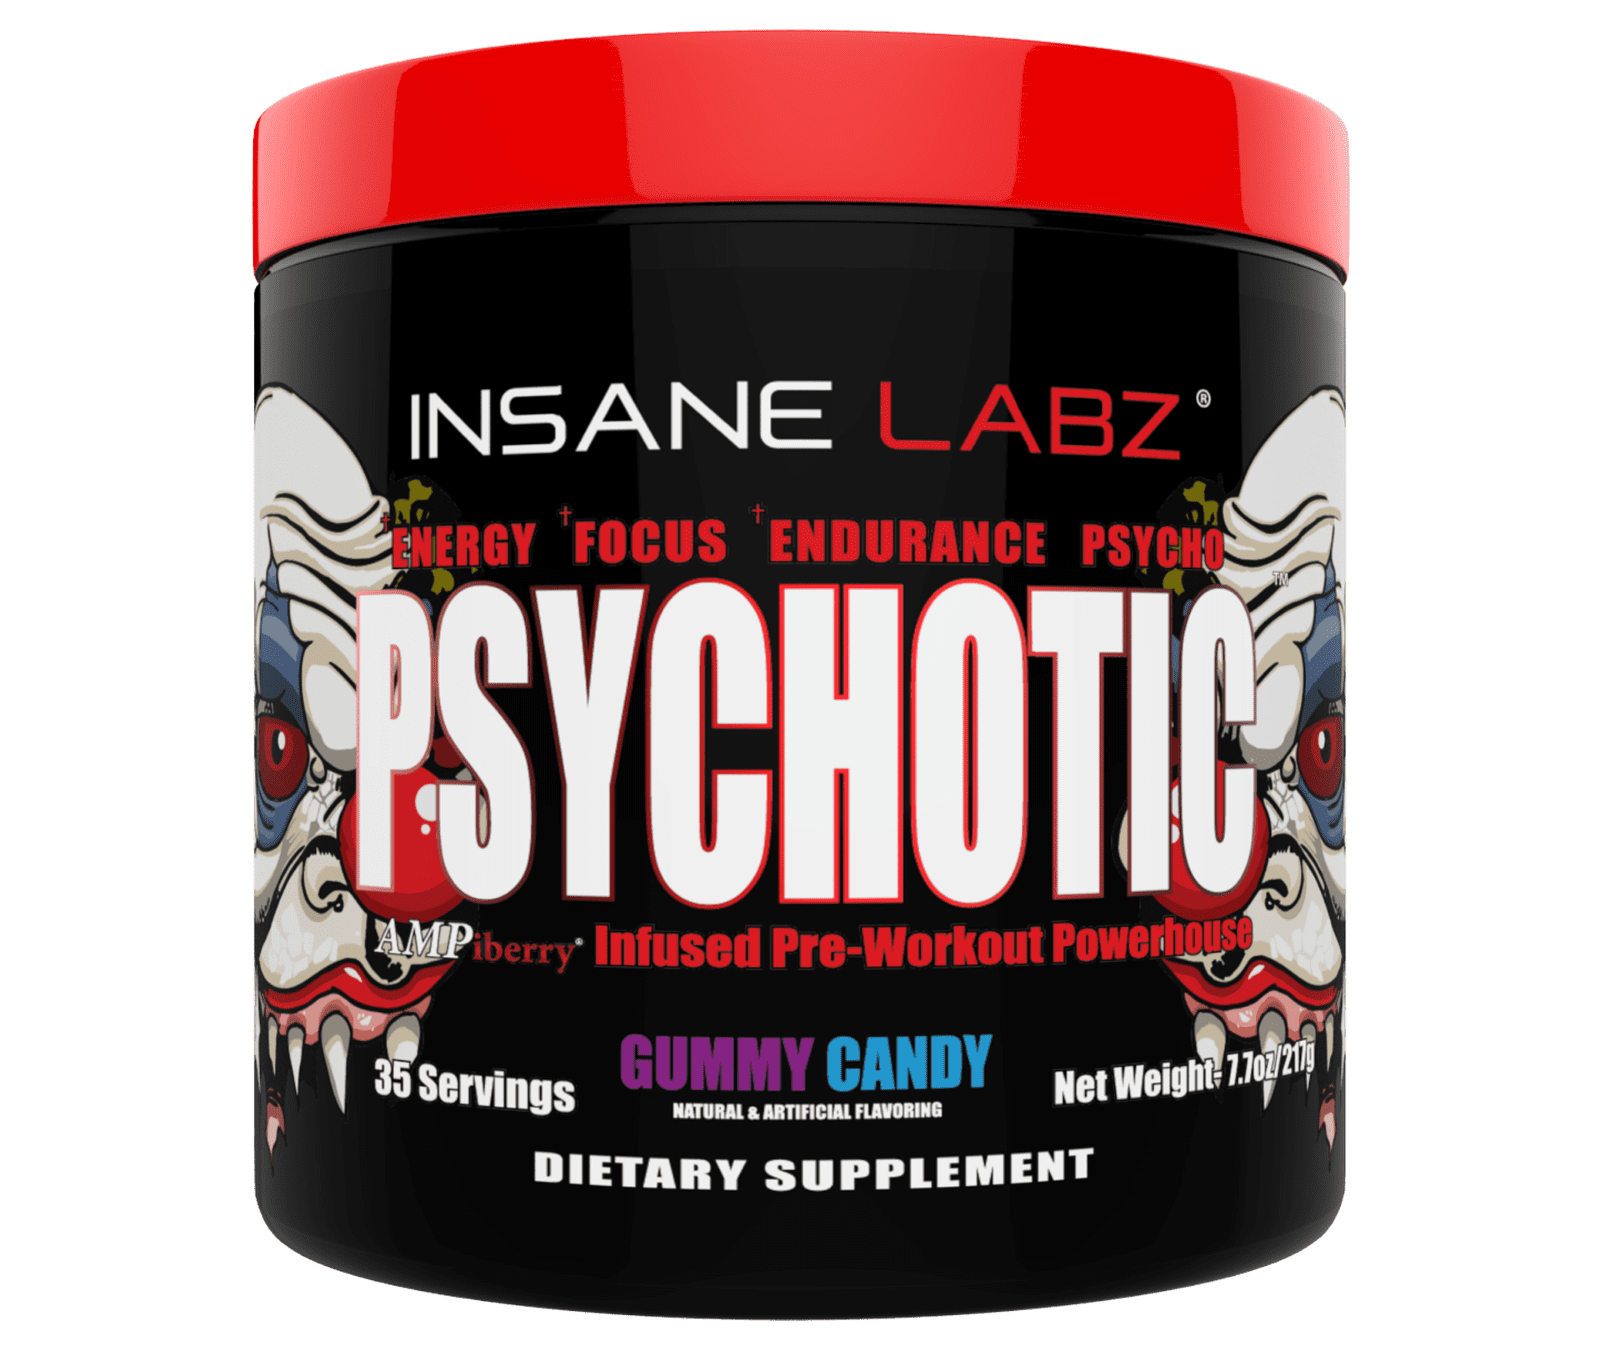 INSANE LABZ®
†ENERGY †FOCUS †ENDURANCE PSYCHO
PSYCHOTIC™
AMPiberry® Infused Pre-Workout Powerhouse
GUMMY CANDY
NATURAL & ARTIFICIAL FLAVORING
35 Servings
Net Weight: 7.7oz/217g
DIETARY SUPPLEMENT